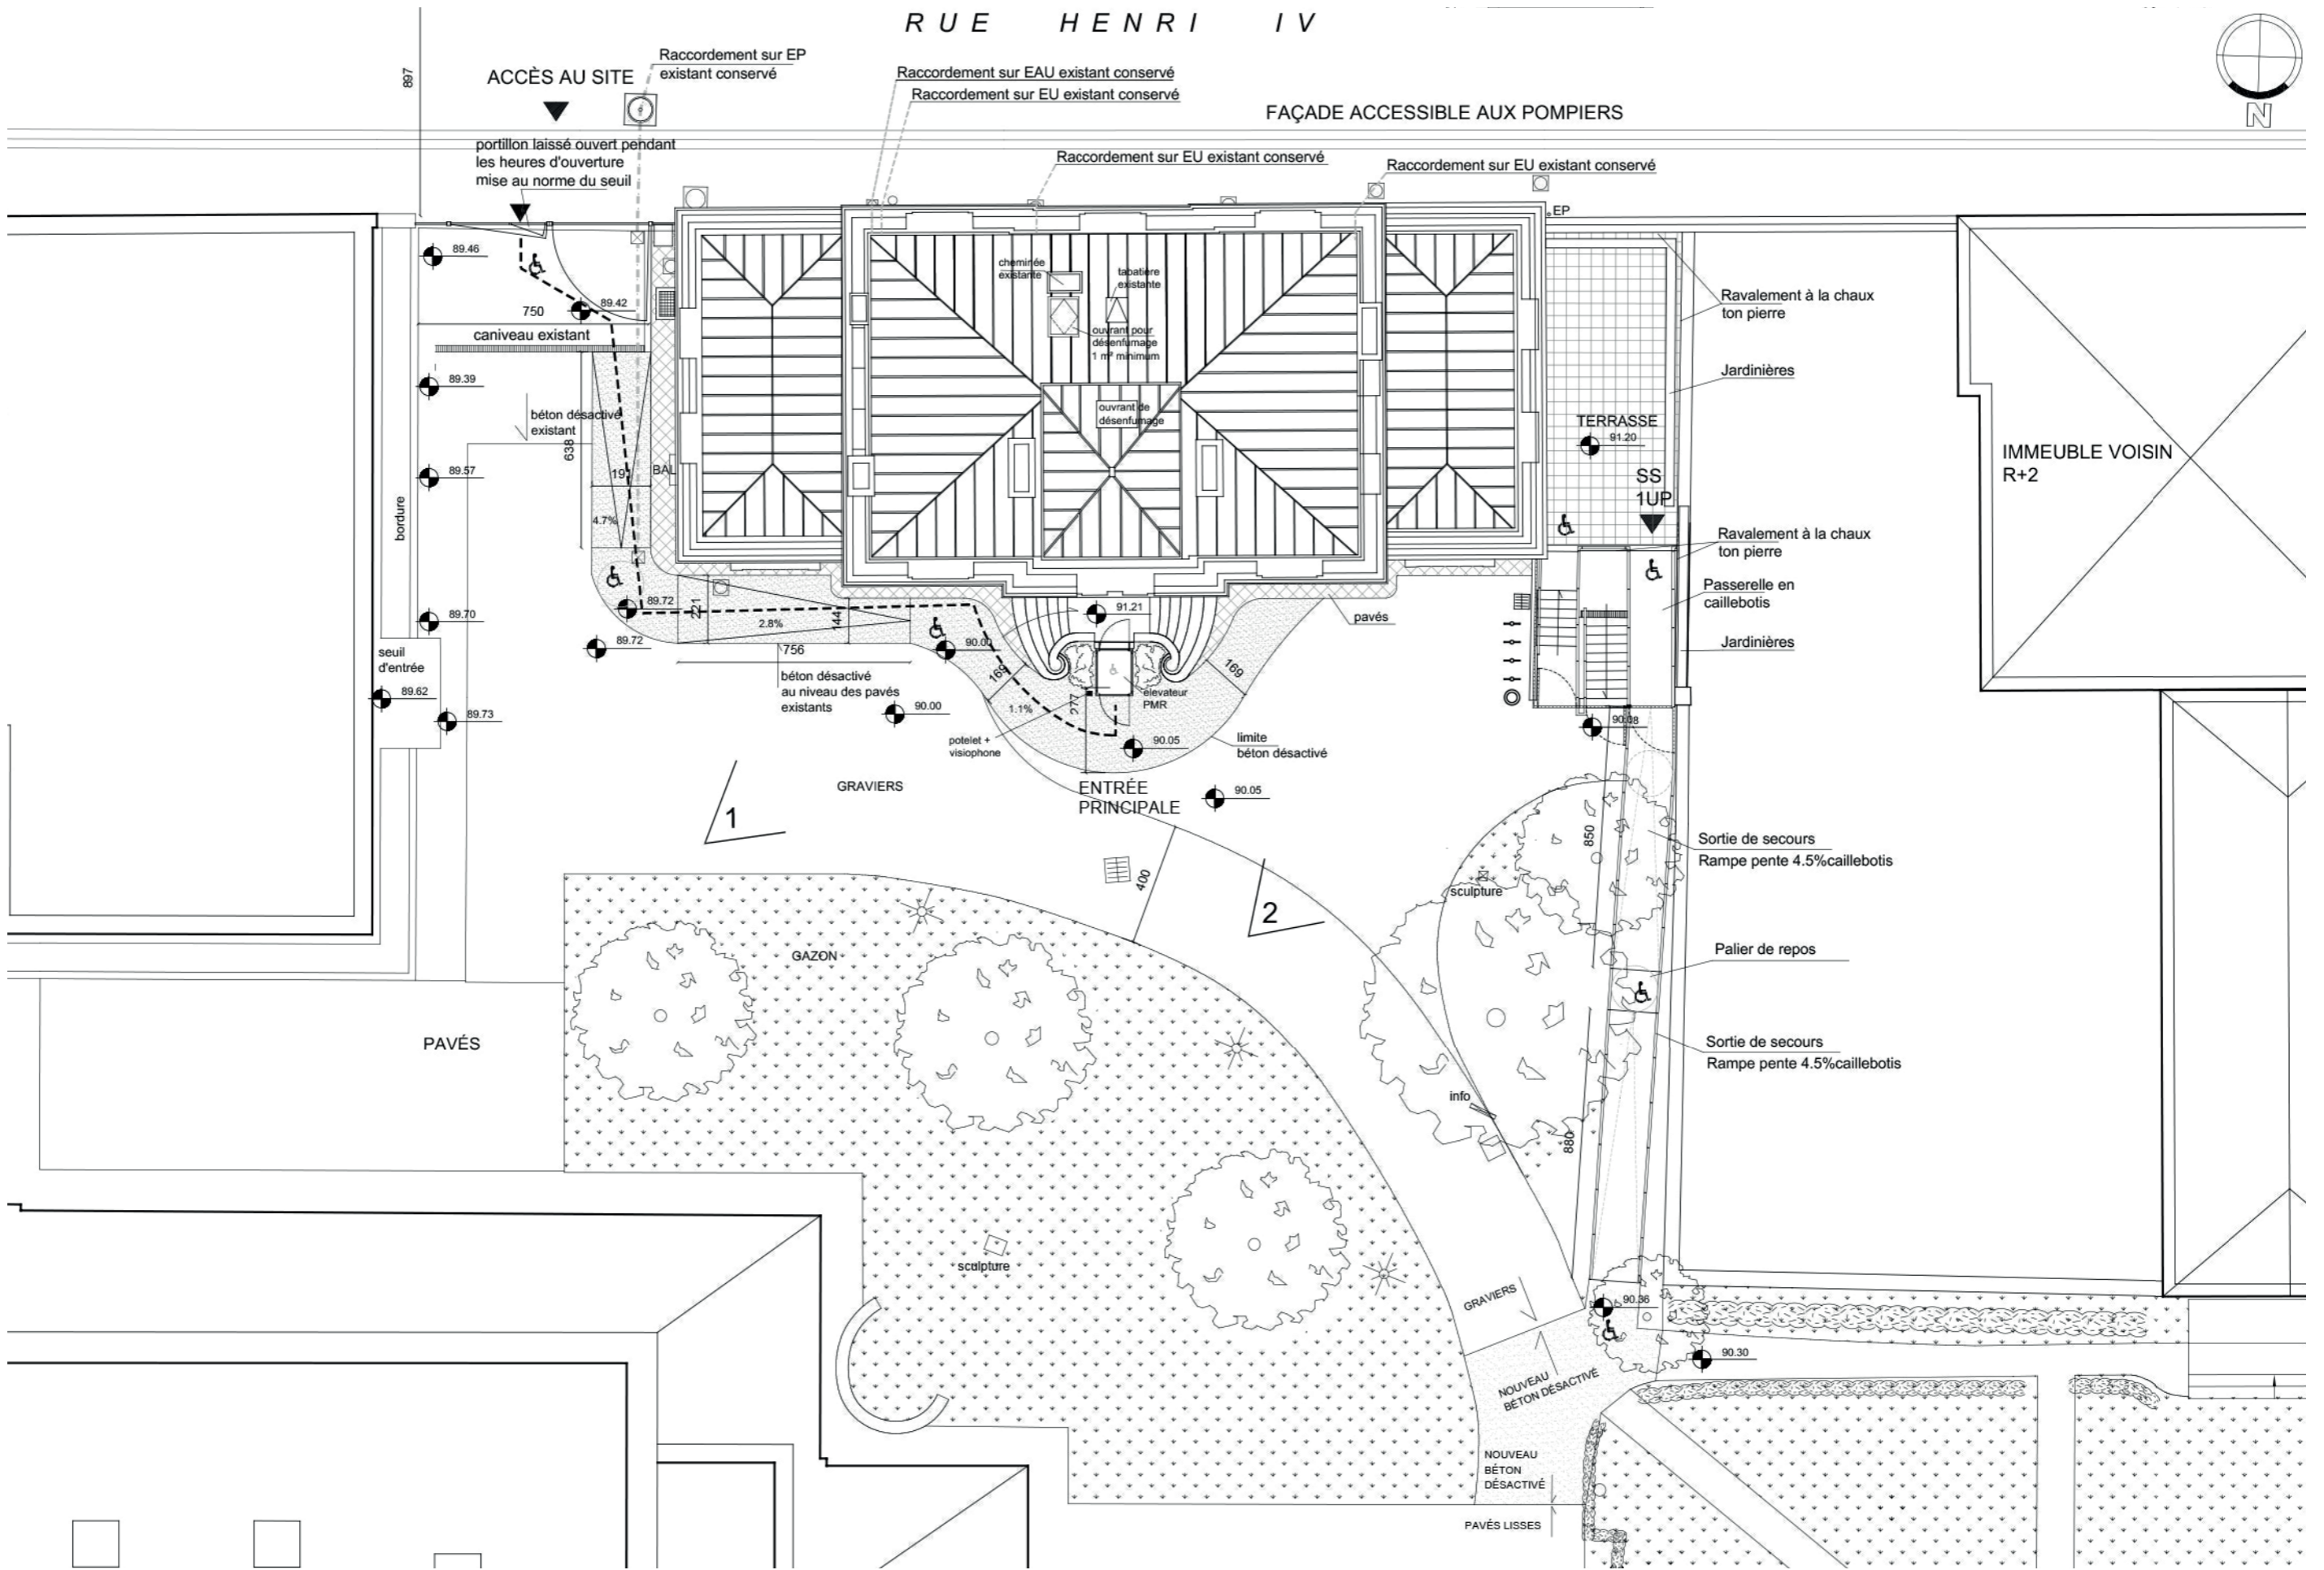 RUE HENRI IV
Raccordement sur EP
existant conservé
ACCÈS AU SITE
897
Raccordement sur EAU existant conservé
Raccordement sur EU existant conservé
FAÇADE ACCESSIBLE AUX POMPIERS
N
portillon laissé ouvert pendant
les heures d'ouverture
mise au norme du seuil
Raccordement sur EU existant conservé
Raccordement sur EU existant conservé
EP
89.46
89.42
750
caniveau existant
cheminée
existante
tabatiere
existante
ouvrant pour
désenfumage
1 m² minimum
Ravalement à la chaux
ton pierre
89.39
Jardinières
béton désactivé
existant
638
ouvrant de
désenfumage
TERRASSE
91.20
89.57
191
BAL
IMMEUBLE VOISIN
R+2
SS
1UP
bordure
4.7%
Ravalement à la chaux
ton pierre
Passerelle en
caillebotis
89.72
221
2.8%
144
91.21
pavés
89.70
89.72
90.00
Jardinières
seuil
d'entrée
756
béton désactivé
au niveau des pavés
existants
169
169
élevateur
PMR
277
1.1%
89.62
89.73
90.00
potelet +
visiophone
90.05
limite
béton désactivé
90.08
GRAVIERS
ENTRÉE
PRINCIPALE
90.05
1
850
Sortie de secours
Rampe pente 4.5%caillebotis
400
sculpture
2
GAZON
Palier de repos
PAVÉS
Sortie de secours
Rampe pente 4.5%caillebotis
info
880
sculpture
GRAVIERS
90.36
90.30
NOUVEAU
BÉTON DÉSACTIVÉ
NOUVEAU
BÉTON
DÉSACTIVÉ
PAVÉS LISSES